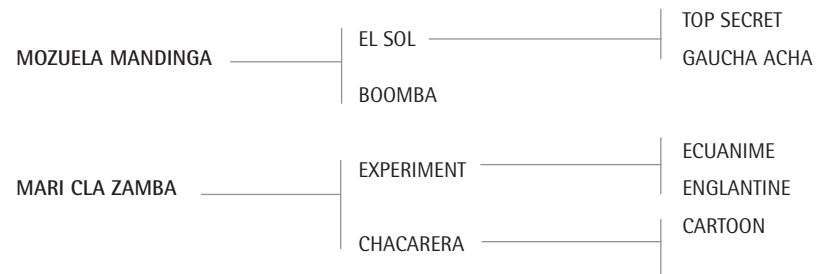 TOP SECRET
EL SOL
MOZUELA MANDINGA
GAUCHA ACHA
BOOMBA
ECUANIME
EXPERIMENT
MARI CLA ZAMBA
ENGLANTINE
CARTOON
CHACARERA